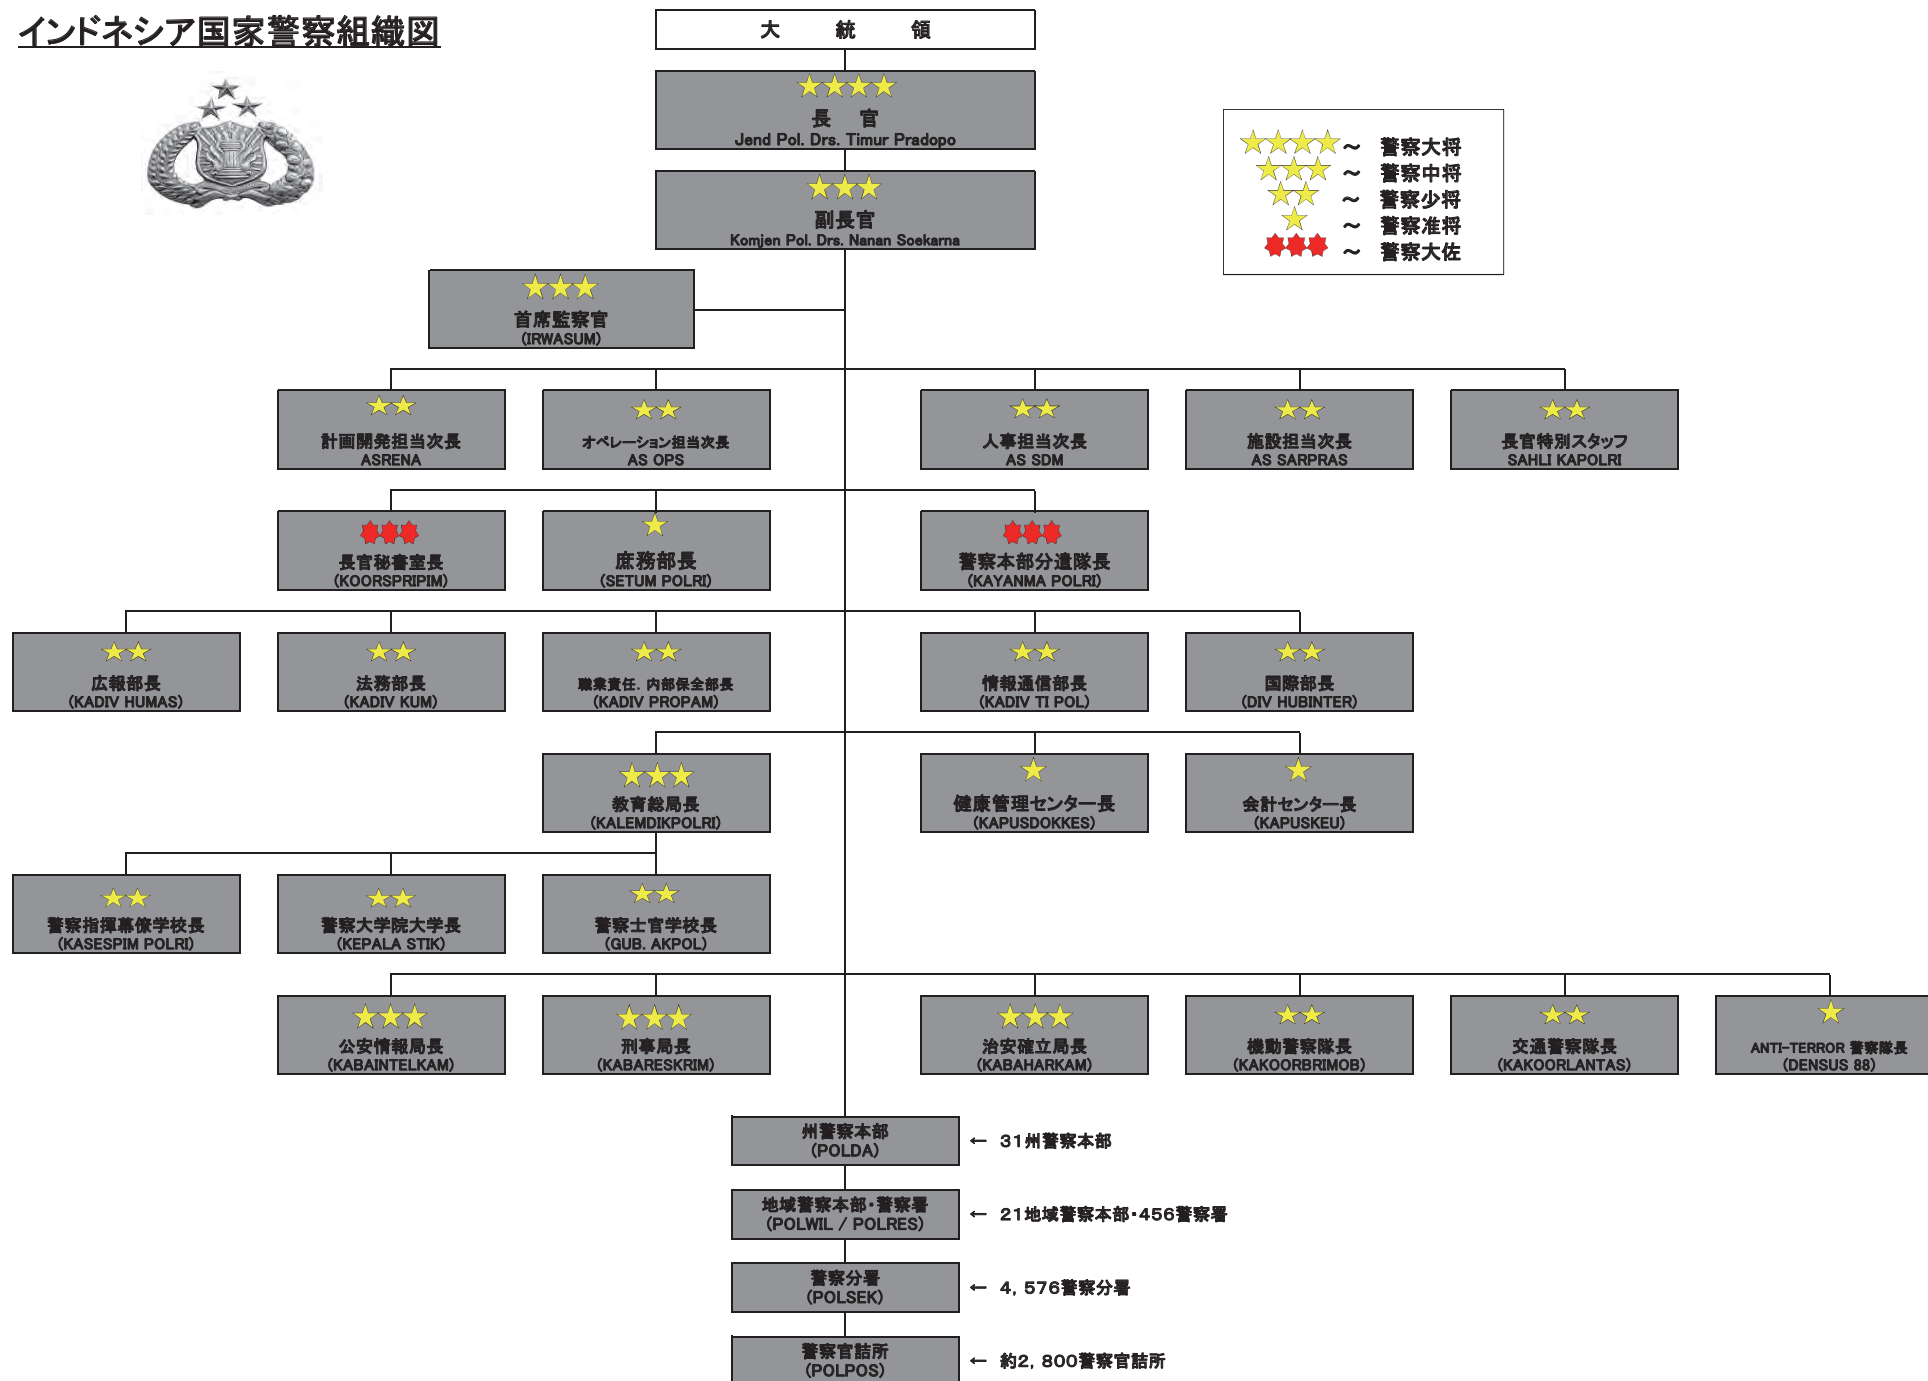 インドネシア国家警察組織図
大 統 領
長 官
Jend Pol. Drs. Timur Pradopo
副長官
Komjen Pol. Drs. Nanan Soekarna
~ 警察大将
~ 警察中将
~ 警察少将
~ 警察准将
~ 警察大佐
首席監察官
(IRWASUM)
計画開発担当次長
ASRENA
オペレーション担当次長
AS OPS
人事担当次長
AS SDM
施設担当次長
AS SARPRAS
長官特別スタッフ
SAHLI KAPOLRI
長官秘書室長
(KOORSPRIPIM)
庶務部長
(SETUM POLRI)
警察本部分遣隊長
(KAYANMA POLRI)
広報部長
(KADIV HUMAS)
法務部長
(KADIV KUM)
職業責任．内部保全部長
(KADIV PROPAM)
情報通信部長
(KADIV TI POL)
国際部長
(DIV HUBINTER)
教育総局長
(KALEMDIKPOLRI)
健康管理センター長
(KAPUSDOKKES)
会計センター長
(KAPUSKEU)
警察指揮幕僚学校長
(KASESPIM POLRI)
警察大学院大学長
(KEPALA STIK)
警察士官学校長
(GUB. AKPOL)
公安情報局長
(KABAINTELKAM)
刑事局長
(KABARESKRIM)
治安確立局長
(KABAHARKAM)
機動警察隊長
(KAKOORBRIMOB)
交通警察隊長
(KAKOORLANTAS)
ANTI-TERROR 警察隊長
(DENSUS 88)
州警察本部
(POLDA)
← 31州警察本部
地域警察本部・警察署
(POLWIL / POLRES)
← 21地域警察本部・456警察署
警察分署
(POLSEK)
← 4，576警察分署
警察官詰所
(POLPOS)
← 約2，800警察官詰所